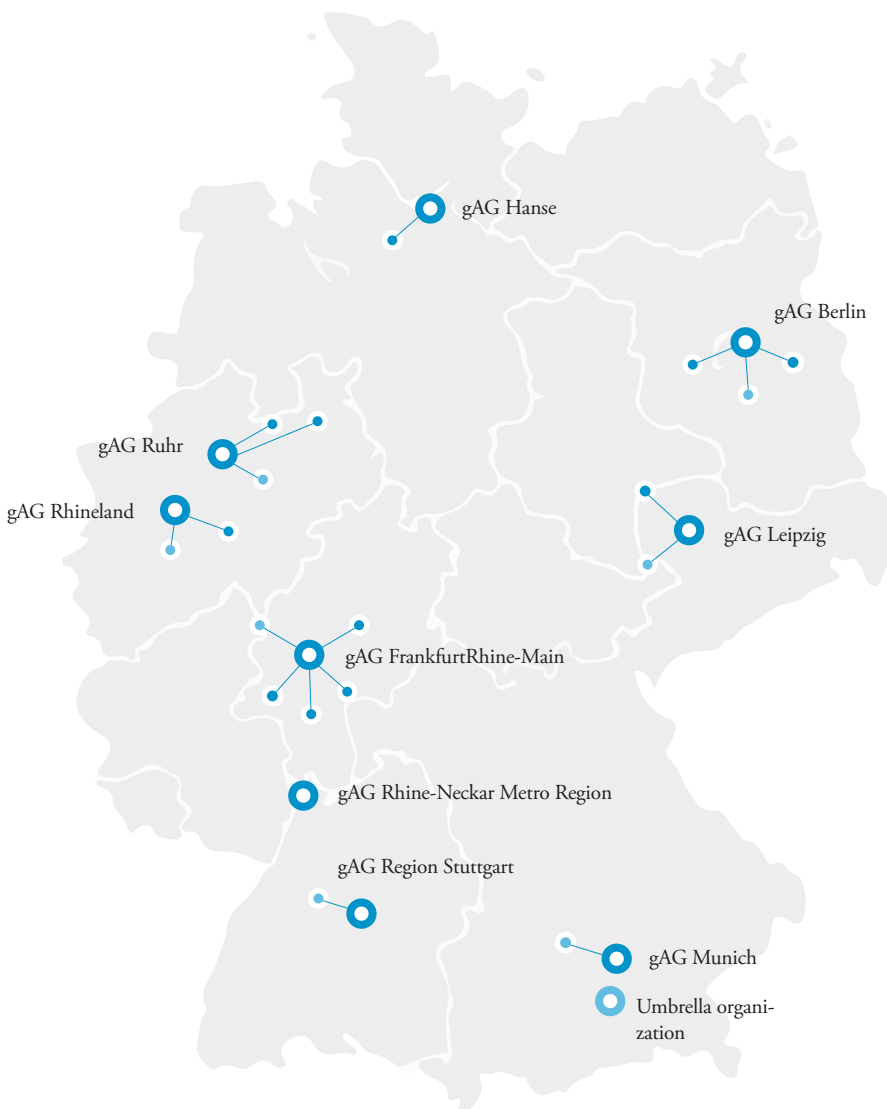 gAG Hanse
gAG Berlin
gAG Ruhr
gAG Rhineland
gAG Leipzig
gAG FrankfurtRhine-Main
gAG Rhine-Neckar Metro Region
gAG Region Stuttgart
gAG Munich
Umbrella organi-
zation